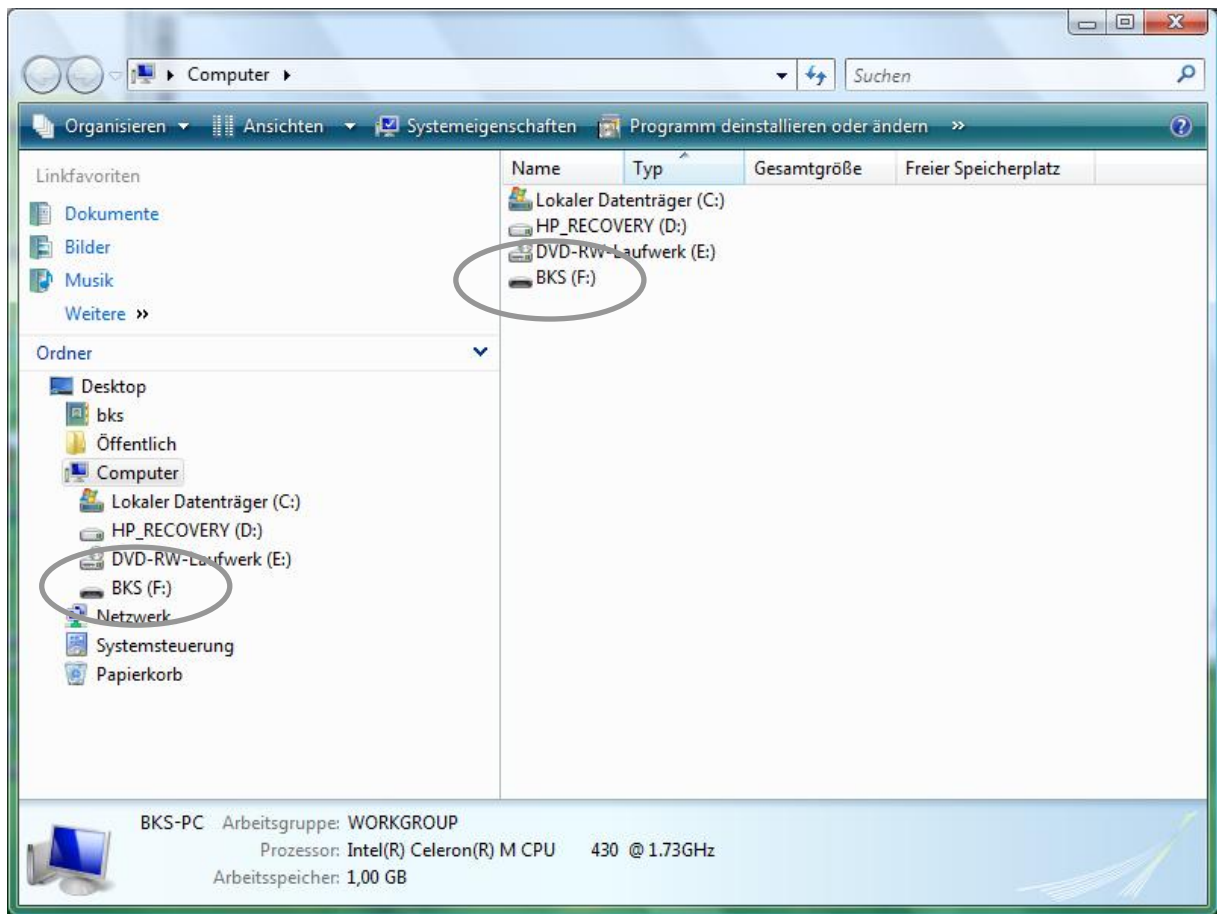 Computer
Suchen
Organisieren Ansichten Systemeigenschaften Programm deinstallieren oder ändern »
Linkfavoriten
Dokumente
Bilder
Musik
Weitere »
Ordner
Desktop
bks
Öffentlich
Computer
Lokaler Datenträger (C:)
HP_RECOVERY (D:)
DVD-RW-Laufwerk (E:)
BKS (F:)
Netzwerk
Systemsteuerung
Papierkorb
Name Typ Gesamtgröße Freier Speicherplatz
Lokaler Datenträger (C:)
HP_RECOVERY (D:)
DVD-RW-Laufwerk (E:)
BKS (F:)
BKS-PC Arbeitsgruppe: WORKGROUP
Prozessor: Intel(R) Celeron(R) M CPU 430 @ 1.73GHz
Arbeitsspeicher: 1,00 GB